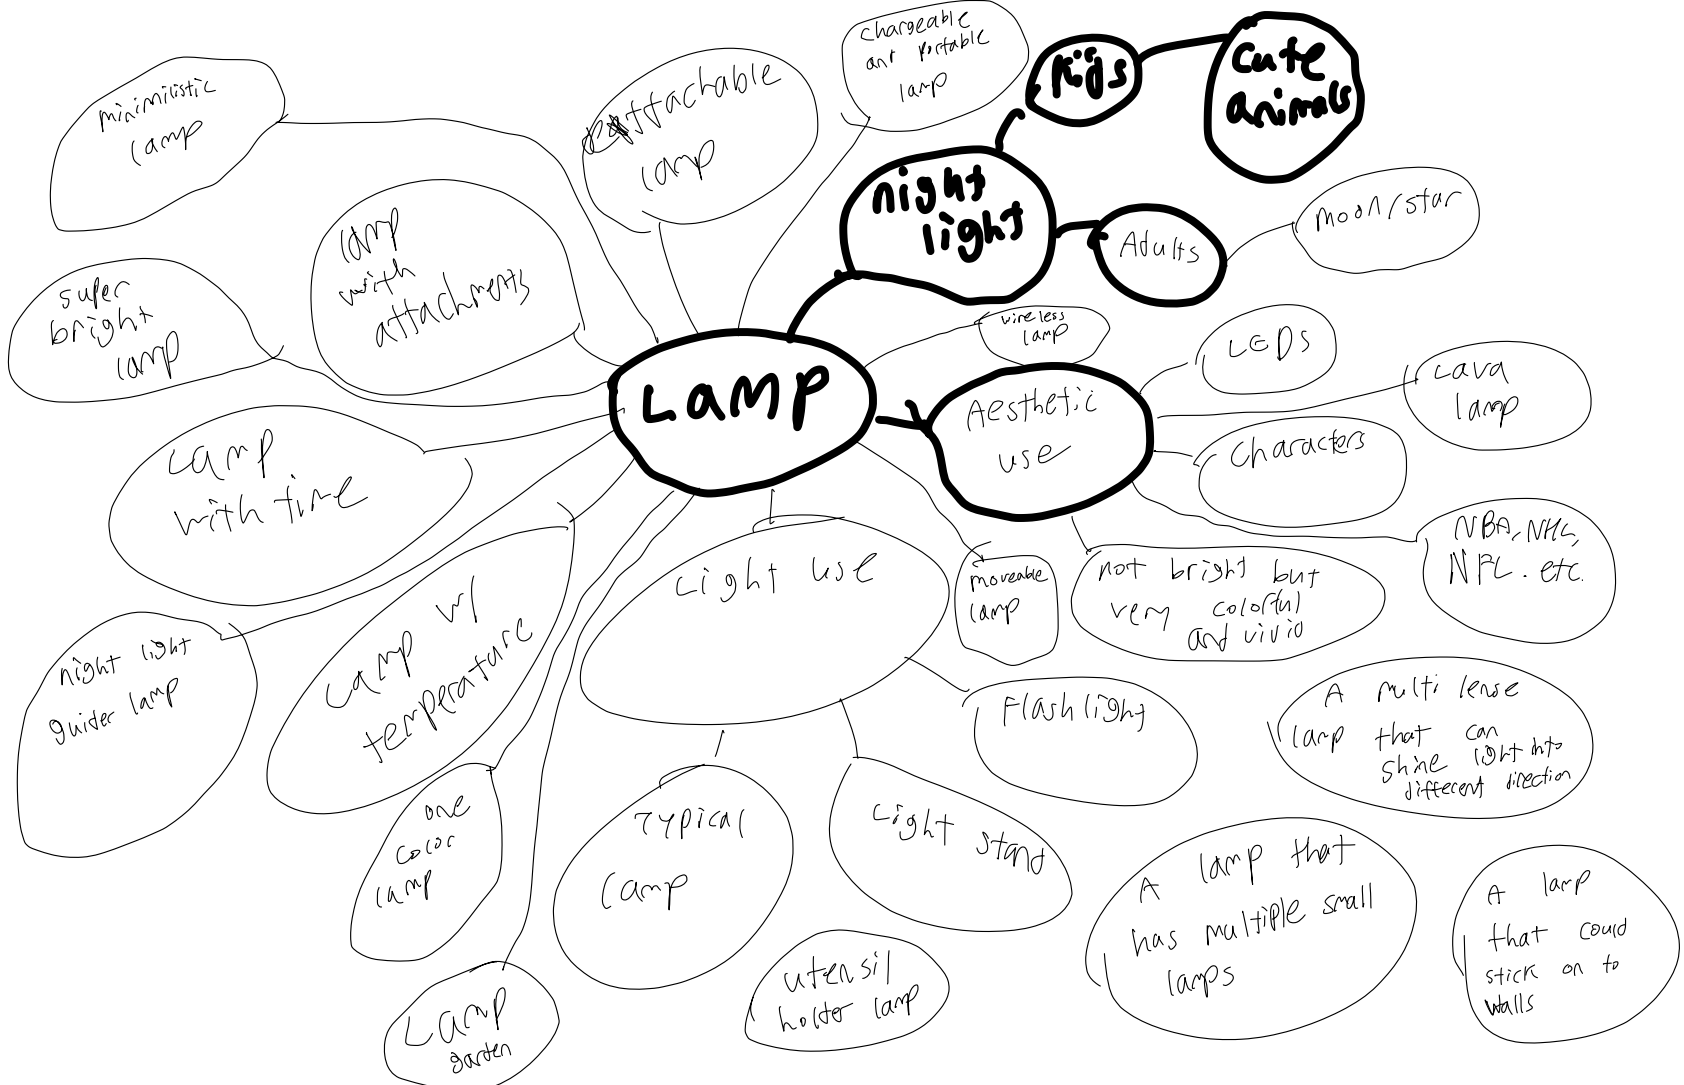 minimilistic
lamp
attachable
lamp
chargeable
and portable
lamp
Kids
cute
animals
night
light
Adults
moon/star
lamp
with
attachments
super
bright
lamp
LAMP
wireless
lamp
Aesthetic
use
LEDS
Lava
lamp
characters
NBA, NHL,
NFL. etc.
Lamp
with time
Light use
moveable
lamp
not bright but
very colorful
and vivid
night light
guider lamp
Lamp w/
temperature
Flashlight
A multi lense
lamp that can
shine light into
different direction
one
color
lamp
Typical
lamp
Light stand
A lamp that
has multiple small
lamps
A lamp
that could
stick on to
walls
utensil
holder lamp
Lamp
garden